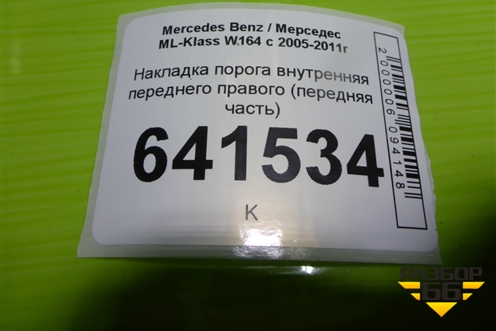 Mercedes Benz / Мерседес
ML-Klass W164 с 2005-2011г
Накладка порога внутренняя
переднего правого (передняя
часть)
641534
К
2000006094148
РАЗБОР
66